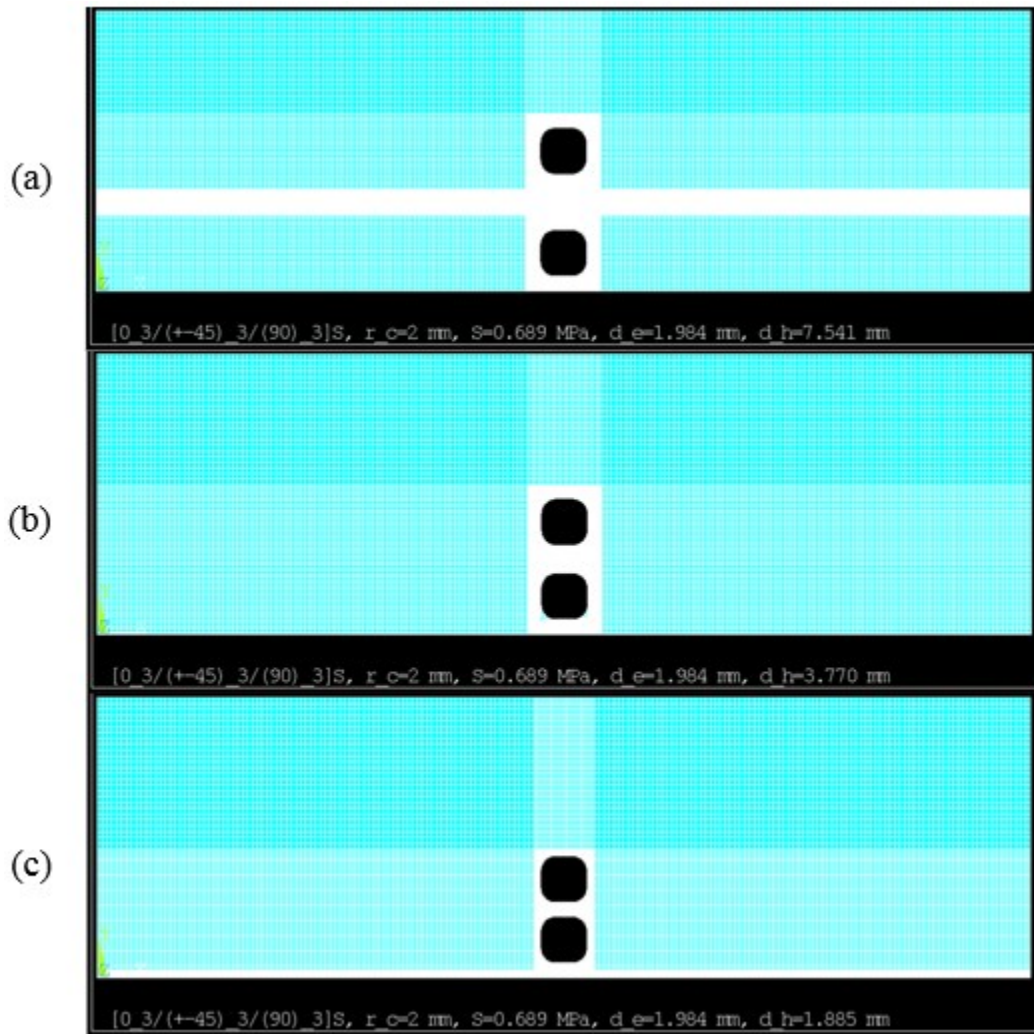 (a)
[0_3/(+-45)_3/(90)_3]S, r_c=2 mm, S=0.689 MPa, d_e=1.984 mm, d_h=7.541 mm
(b)
[0_3/(+-45)_3/(90)_3]S, r_c=2 mm, S=0.689 MPa, d_e=1.984 mm, d_h=3.770 mm
(c)
[0_3/(+-45)_3/(90)_3]S, r_c=2 mm, S=0.689 MPa, d_e=1.984 mm, d_h=1.885 mm